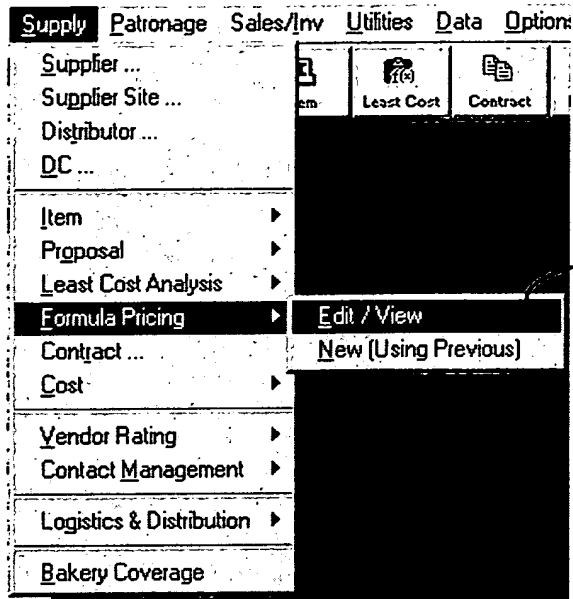 Supply Patronage Sales/Inv Utilities Data Options
Supplier ...
Supplier Site ...
Distributor ...
DC ...
Least Cost
Contract
Item
Proposal
Least Cost Analysis
Formula Pricing
Edit / View
New (Using Previous)
Contract ...
Cost
Vendor Rating
Contact Management
Logistics & Distribution
Bakery Coverage